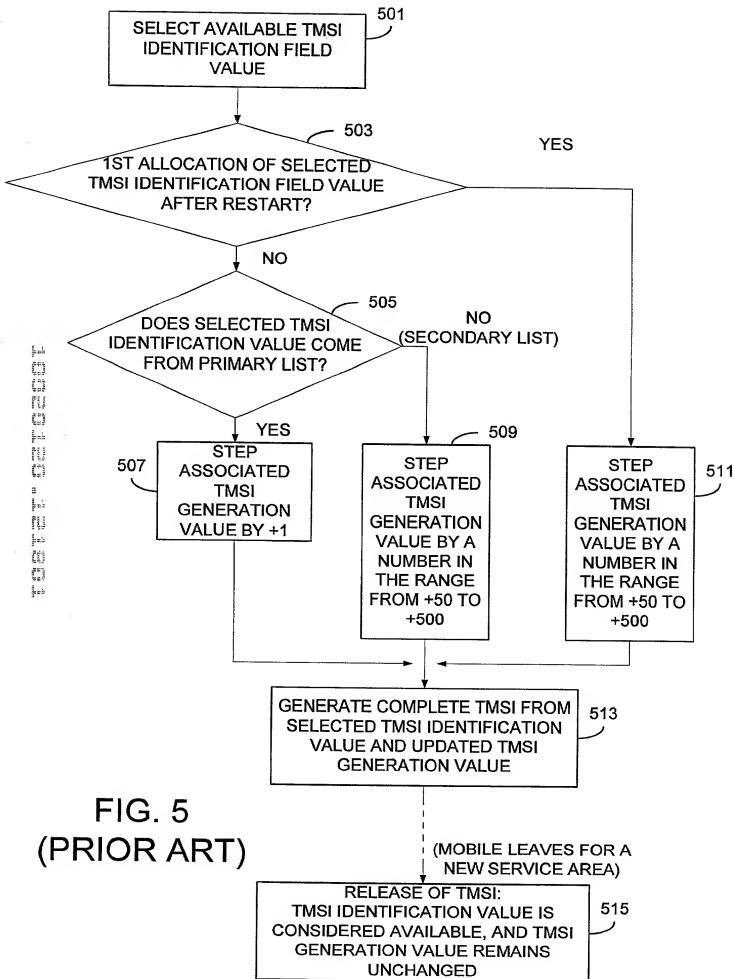 501
SELECT AVAILABLE TMSI
IDENTIFICATION FIELD
VALUE
503
YES
1ST ALLOCATION OF SELECTED
TMSI IDENTIFICATION FIELD VALUE
AFTER RESTART?
NO
505
DOES SELECTED TMSI
IDENTIFICATION VALUE COME
FROM PRIMARY LIST?
NO
(SECONDARY LIST)
YES
507
STEP
ASSOCIATED
TMSI
GENERATION
VALUE BY +1
509
STEP
ASSOCIATED
TMSI
GENERATION
VALUE BY A
NUMBER IN
THE RANGE
FROM +50 TO
+500
511
STEP
ASSOCIATED
TMSI
GENERATION
VALUE BY A
NUMBER IN
THE RANGE
FROM +50 TO
+500
GENERATE COMPLETE TMSI FROM
SELECTED TMSI IDENTIFICATION
VALUE AND UPDATED TMSI
GENERATION VALUE
513
FIG. 5
(PRIOR ART)
(MOBILE LEAVES FOR A
NEW SERVICE AREA)
RELEASE OF TMSI:
TMSI IDENTIFICATION VALUE IS
CONSIDERED AVAILABLE, AND TMSI
GENERATION VALUE REMAINS
UNCHANGED
515